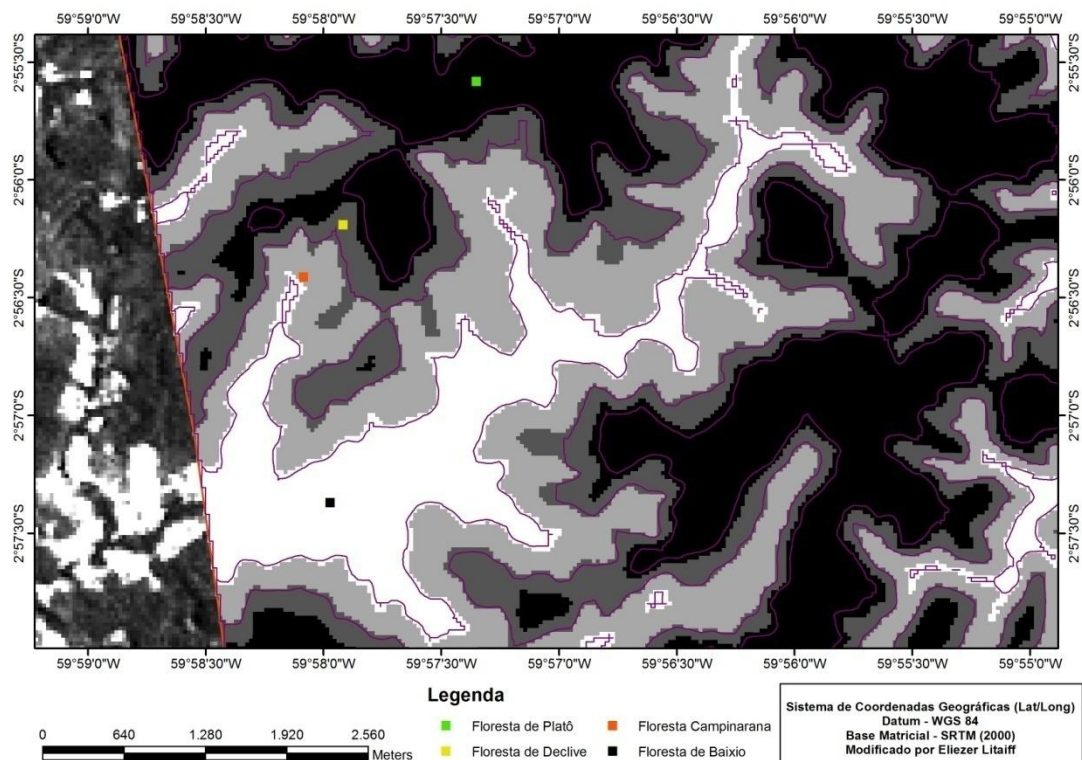 59°59'0"W 59°58'30"W 59°58'0"W 59°57'30"W 59°57'0"W 59°56'30"W 59°56'0"W 59°55'30"W 59°55'0"W
2°55'30"S 2°55'30"S
2°56'0"S 2°56'0"S
2°56'30"S 2°56'30"S
2°57'0"S 2°57'0"S
2°57'30"S 2°57'30"S
59°59'0"W 59°58'30"W 59°58'0"W 59°57'30"W 59°57'0"W 59°56'30"W 59°56'0"W 59°55'30"W 59°55'0"W
Legenda
Floresta de Platô Floresta Campinarana
Floresta de Declive Floresta de Baixio
0 640 1.280 1.920 2.560
Meters
Sistema de Coordenadas Geográficas (Lat/Long)
Datum - WGS 84
Base Matricial - SRTM (2000)
Modificado por Eliezer Litaiff